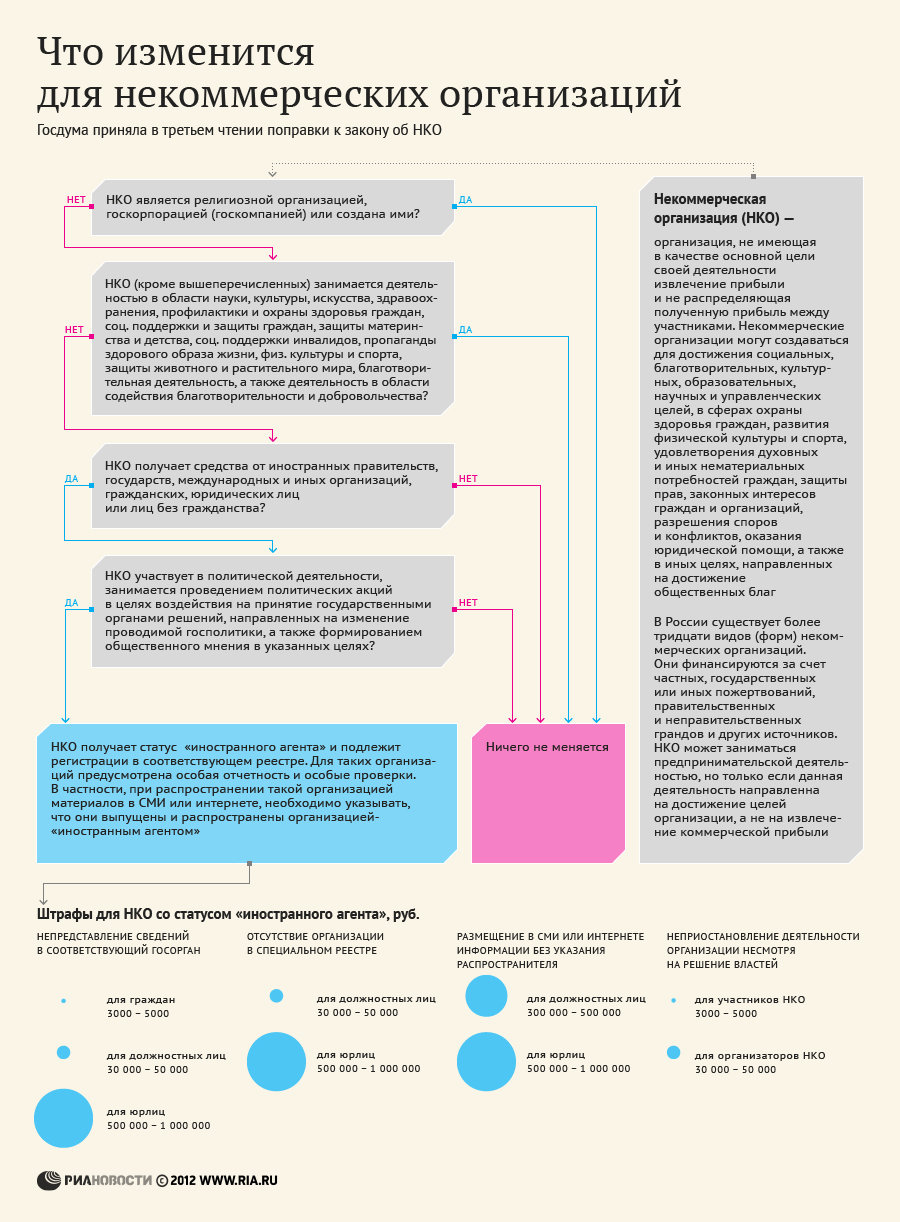 Что изменится
для некоммерческих организаций
Госдума приняла в третьем чтении поправки к закону об НКО
НЕТ
НКО является религиозной организацией,
госкорпорацией (госкомпанией) или создана ими?
ДА
НКО (кроме вышеперечисленных) занимается деятель-
ностью в области науки, культуры, искусства, здравоох-
ранения, профилактики и охраны здоровья граждан,
соц. поддержки и защиты граждан, защиты материн-
ства и детства, соц. поддержки инвалидов, пропаганды
здорового образа жизни, физ. культуры и спорта,
защиты животного и растительного мира, благотвори-
тельная деятельность, а также деятельность в области
содействия благотворительности и добровольчества?
НЕТ
ДА
НКО получает средства от иностранных правительств,
государств, международных и иных организаций,
гражданских, юридических лиц
или лиц без гражданства?
ДА
НЕТ
НКО участвует в политической деятельности,
занимается проведением политических акций
в целях воздействия на принятие государственными
органами решений, направленных на изменение
проводимой госполитики, а также формированием
общественного мнения в указанных целях?
ДА
НЕТ
НКО получает статус «иностранного агента» и подлежит
регистрации в соответствующем реестре. Для таких организа-
ций предусмотрена особая отчетность и особые проверки.
В частности, при распространении такой организацией
материалов в СМИ или интернете, необходимо указывать,
что они выпущены и распространены организацией-
«иностранным агентом»
Ничего не меняется
Некоммерческая
организация (НКО) —
организация, не имеющая
в качестве основной цели
своей деятельности
извлечение прибыли
и не распределяющая
полученную прибыль между
участниками. Некоммерческие
организации могут создаваться
для достижения социальных,
благотворительных, культур-
ных, образовательных,
научных и управленческих
целей, в сферах охраны
здоровья граждан, развития
физической культуры и спорта,
удовлетворения духовных
и иных нематериальных
потребностей граждан, защиты
прав, законных интересов
граждан и организаций,
разрешения споров
и конфликтов, оказания
юридической помощи, а также
в иных целях, направленных
на достижение
общественных благ
В России существует более
тридцати видов (форм) неком-
мерческих организаций.
Они финансируются за счет
частных, государственных
или иных пожертвований,
правительственных
и неправительственных
грандов и других источников.
НКО может заниматься
предпринимательской деятель-
ностью, но только если данная
деятельность направленна
на достижение целей
организации, а не на извлече-
ние коммерческой прибыли
Штрафы для НКО со статусом «иностранного агента», руб.
НЕПРЕДСТАВЛЕНИЕ СВЕДЕНИЙ
В СООТВЕТСТВУЮЩИЙ ГОСОРГАН
для граждан
3000 – 5000
для должностных лиц
30 000 – 50 000
для юрлиц
500 000 – 1 000 000
ОТСУТСТВИЕ ОРГАНИЗАЦИИ
В СПЕЦИАЛЬНОМ РЕЕСТРЕ
для должностных лиц
30 000 – 50 000
для юрлиц
500 000 – 1 000 000
РАЗМЕЩЕНИЕ В СМИ ИЛИ ИНТЕРНЕТЕ
ИНФОРМАЦИИ БЕЗ УКАЗАНИЯ
РАСПРОСТРАНИТЕЛЯ
для должностных лиц
300 000 – 500 000
для юрлиц
500 000 – 1 000 000
НЕПРИОСТАНОВЛЕНИЕ ДЕЯТЕЛЬНОСТИ
ОРГАНИЗАЦИИ НЕСМОТРЯ
НА РЕШЕНИЕ ВЛАСТЕЙ
для участников НКО
3000 – 5000
для организаторов НКО
30 000 – 50 000
РИАНОВОСТИ © 2012 WWW.RIA.RU